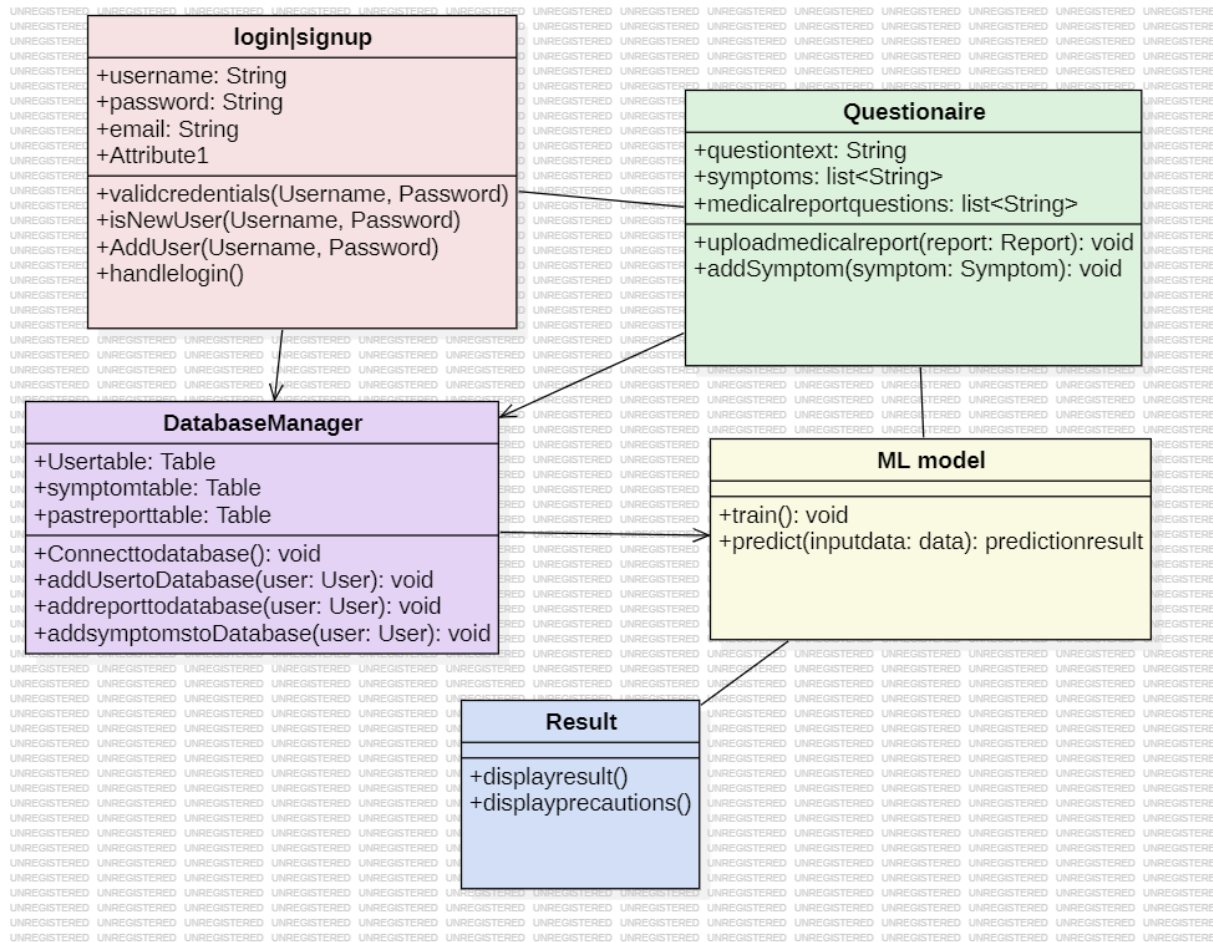 login|signup
+username: String
+password: String
+email: String
+Attribute1
+validcredentials(Username, Password)
+isNewUser(Username, Password)
+AddUser(Username, Password)
+handlelogin()
Questionaire
+questiontext: String
+symptoms: list<String>
+medicalreportquestions: list<String>
+uploadmedicalreport(report: Report): void
+addSymptom(symptom: Symptom): void
DatabaseManager
+Usertable: Table
+symptomtable: Table
+pastreporttable: Table
+Connecttodatabase(): void
+addUsertoDatabase(user: User): void
+addreporttodatabase(user: User): void
+addsymptomstoDatabase(user: User): void
ML model
+train(): void
+predict(inputdata: data): predictionresult
Result
+displayresult()
+displayprecautions()
UNREGISTERED